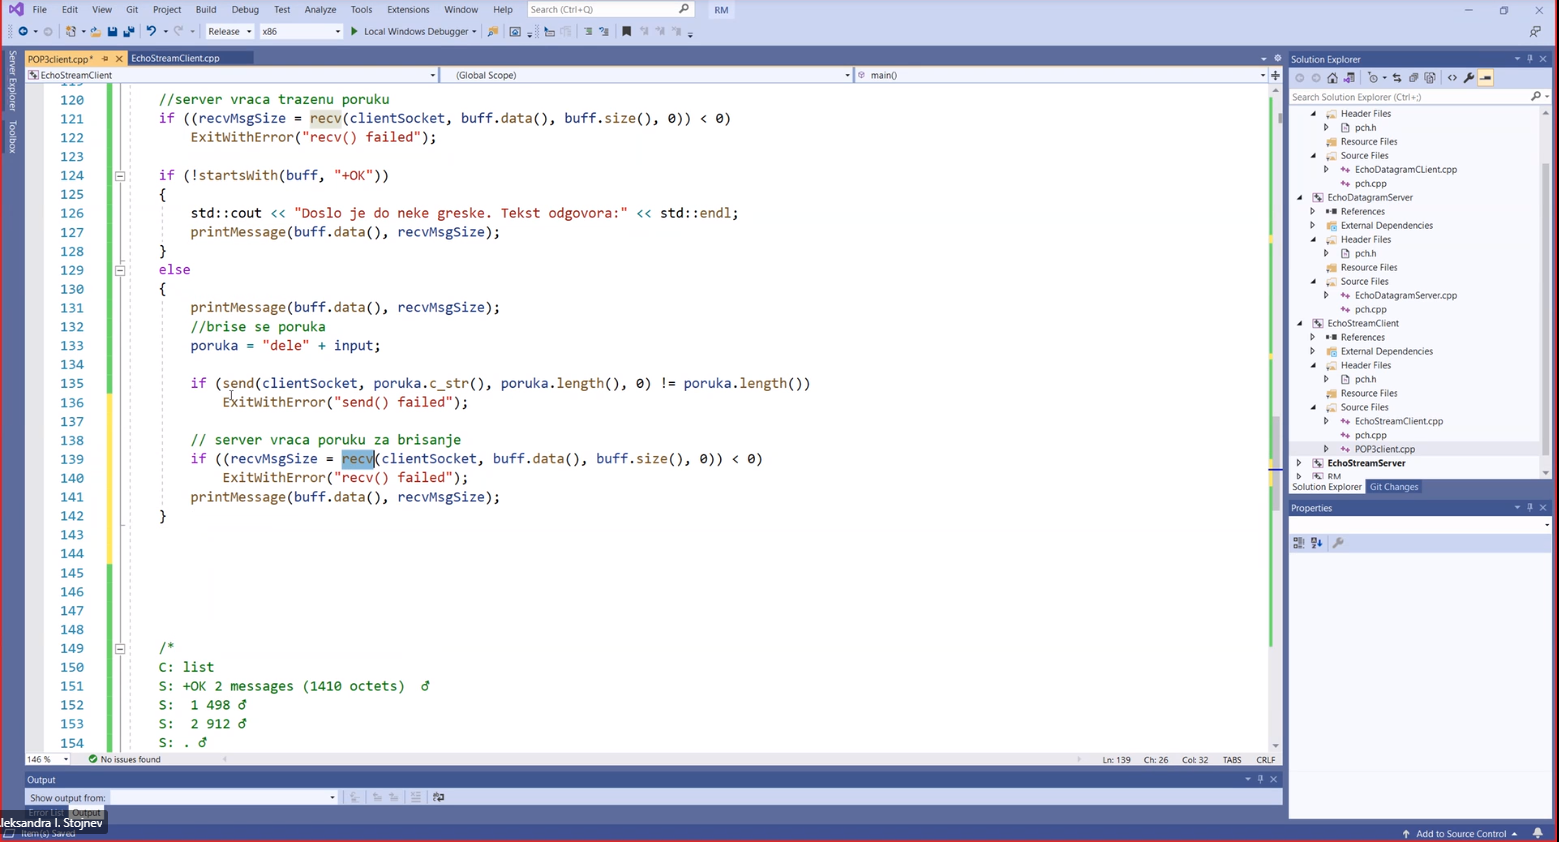 File Edit View Git Project Build Debug Test Analyze Tools Extensions Window Help Search (Ctrl+Q) RM
Release x86 Local Windows Debugger
POP3client.cpp* EchoStreamClient.cpp
EchoStreamClient (Global Scope) main()
Server Explorer
Toolbox
119
120 //server vraca trazenu poruku
121 if ((recvMsgSize = recv(clientSocket, buff.data(), buff.size(), 0)) < 0)
122 ExitWithError("recv() failed");
123
124 if (!startsWith(buff, "+OK"))
125 {
126 std::cout << "Doslo je do neke greske. Tekst odgovora:" << std::endl;
127 printMessage(buff.data(), recvMsgSize);
128 }
129 else
130 {
131 printMessage(buff.data(), recvMsgSize);
132 //brise se poruka
133 poruka = "dele" + input;
134
135 if (send(clientSocket, poruka.c_str(), poruka.length(), 0) != poruka.length())
136 ExitWithError("send() failed");
137
138 // server vraca poruku za brisanje
139 if ((recvMsgSize = recv(clientSocket, buff.data(), buff.size(), 0)) < 0)
140 ExitWithError("recv() failed");
141 printMessage(buff.data(), recvMsgSize);
142 }
143
144
145
146
147
148
149 /*
150 C: list
151 S: +OK 2 messages (1410 octets) ♂
152 S: 1 498 ♂
153 S: 2 912 ♂
154 S: . ♂
146 % No issues found Ln: 139 Ch: 26 Col: 32 TABS CRLF
Output
Show output from:
Error List Output
leksandra I. Stojnev
Item(s) Saved
Add to Source Control
Solution Explorer
Search Solution Explorer (Ctrl+;)
Header Files
pch.h
Resource Files
Source Files
EchoDatagramCLient.cpp
pch.cpp
EchoDatagramServer
References
External Dependencies
Header Files
pch.h
Resource Files
Source Files
EchoDatagramServer.cpp
pch.cpp
EchoStreamClient
References
External Dependencies
Header Files
pch.h
Resource Files
Source Files
EchoStreamClient.cpp
pch.cpp
POP3client.cpp
EchoStreamServer
RM
Solution Explorer Git Changes
Properties